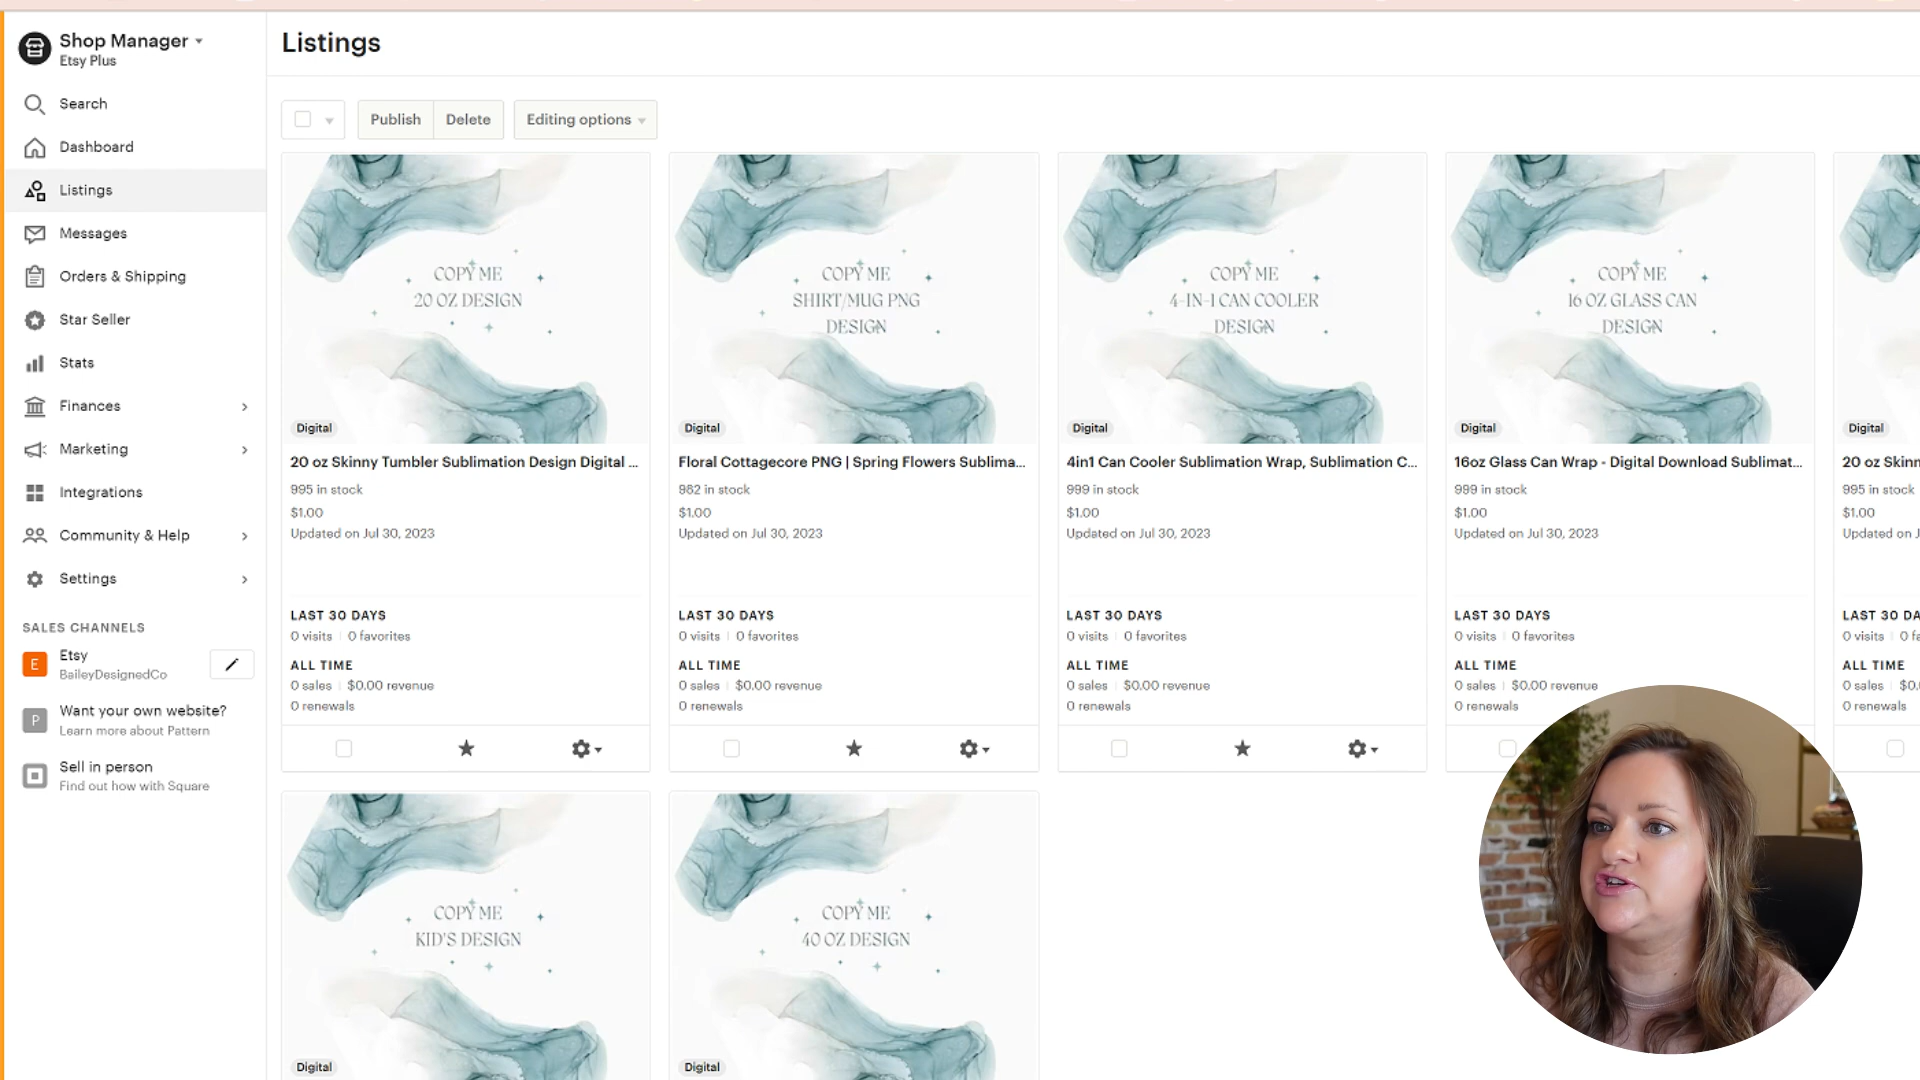 Shop Manager
Etsy Plus
Search
Dashboard
Listings
Messages
Orders & Shipping
Star Seller
Stats
Finances
Marketing
Integrations
Community & Help
Settings
SALES CHANNELS
E
Etsy
BaileyDesignedCo
P
Want your own website?
Learn more about Pattern
Sell in person
Find out how with Square
Listings
Publish
Delete
Editing options
COPY ME
20 OZ DESIGN
Digital
20 oz Skinny Tumbler Sublimation Design Digital ...
995 in stock
$1.00
Updated on Jul 30, 2023
LAST 30 DAYS
0 visits | 0 favorites
ALL TIME
0 sales | $0.00 revenue
0 renewals
COPY ME
SHIRT/MUG PNG
DESIGN
Digital
Floral Cottagecore PNG | Spring Flowers Sublima...
982 in stock
$1.00
Updated on Jul 30, 2023
LAST 30 DAYS
0 visits | 0 favorites
ALL TIME
0 sales | $0.00 revenue
0 renewals
COPY ME
4-IN-1 CAN COOLER
DESIGN
Digital
4in1 Can Cooler Sublimation Wrap, Sublimation C...
999 in stock
$1.00
Updated on Jul 30, 2023
LAST 30 DAYS
0 visits | 0 favorites
ALL TIME
0 sales | $0.00 revenue
0 renewals
COPY ME
16 OZ GLASS CAN
DESIGN
Digital
16oz Glass Can Wrap - Digital Download Sublimat...
999 in stock
$1.00
Updated on Jul 30, 2023
LAST 30 DAYS
0 visits | 0 favorites
ALL TIME
0 sales | $0.00 revenue
0 renewals
Digital
20 oz Skinn
995 in stock
$1.00
Updated on J
LAST 30 DA
0 visits | 0 fa
ALL TIME
0 sales | $0.
0 renewals
COPY ME
KID'S DESIGN
Digital
COPY ME
40 OZ DESIGN
Digital